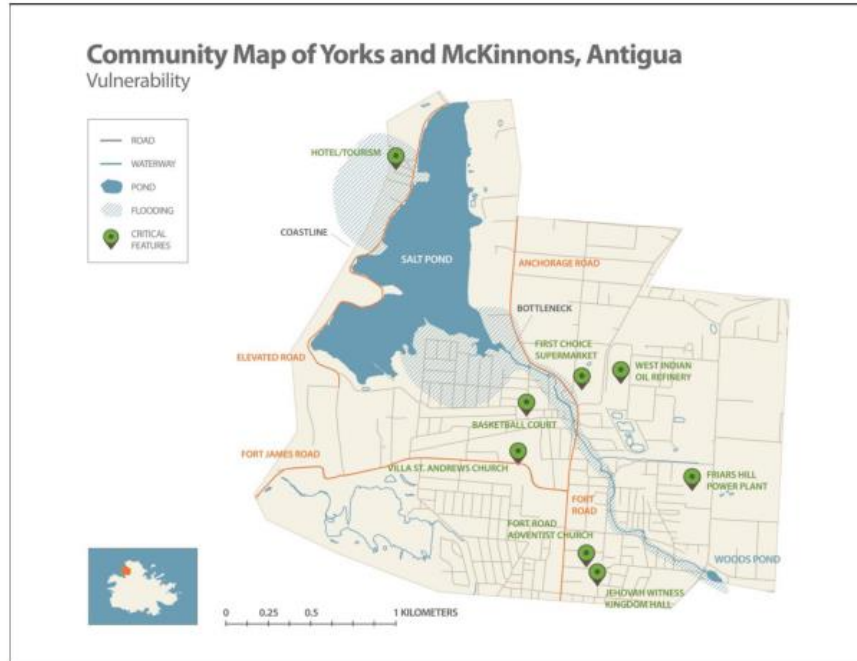 Community Map of Yorks and McKinnons, Antigua
Vulnerability
ROAD
WATERWAY
POND
FLOODING
CRITICAL
FEATURES
HOTEL/TOURISM
COASTLINE
SALT POND
ANCHORAGE ROAD
BOTTLENECK
FIRST CHOICE
SUPERMARKET
WEST INDIAN
OIL REFINERY
ELEVATED ROAD
BASKETBALL COURT
FORT JAMES ROAD
VILLA ST. ANDREWS CHURCH
FRIARS HILL
POWER PLANT
FORT
ROAD
FORT ROAD
ADVENTIST CHURCH
WOODS POND
JEHOVAH WITNESS
KINGDOM HALL
0 0.25 0.5 1 KILOMETERS